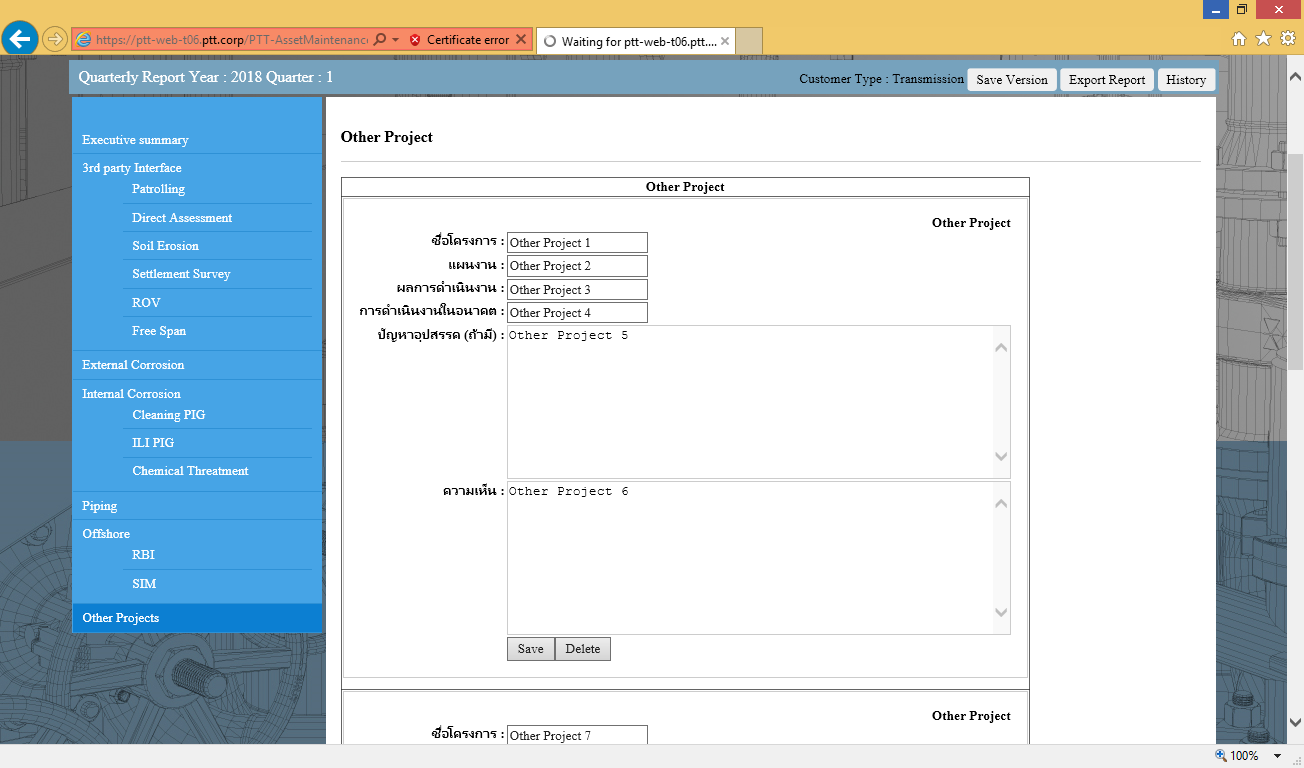 https://ptt-web-t06.ptt.corp/PTT-AssetMaintenanc
Certificate error
Waiting for ptt-web-t06.ptt....
Quarterly Report Year : 2018 Quarter : 1
Customer Type : Transmission
Save Version
Export Report
History
Executive summary
3rd party Interface
Patrolling
Direct Assessment
Soil Erosion
Settlement Survey
ROV
Free Span
External Corrosion
Internal Corrosion
Cleaning PIG
ILI PIG
Chemical Threatment
Piping
Offshore
RBI
SIM
Other Projects
Other Project
Other Project
Other Project
ชื่อโครงการ : Other Project 1
แผนงาน : Other Project 2
ผลการดำเนินงาน : Other Project 3
การดำเนินงานในอนาคต : Other Project 4
ปัญหาอุปสรรค (ถ้ามี) : Other Project 5
ความเห็น : Other Project 6
Save
Delete
Other Project
ชื่อโครงการ : Other Project 7
100%